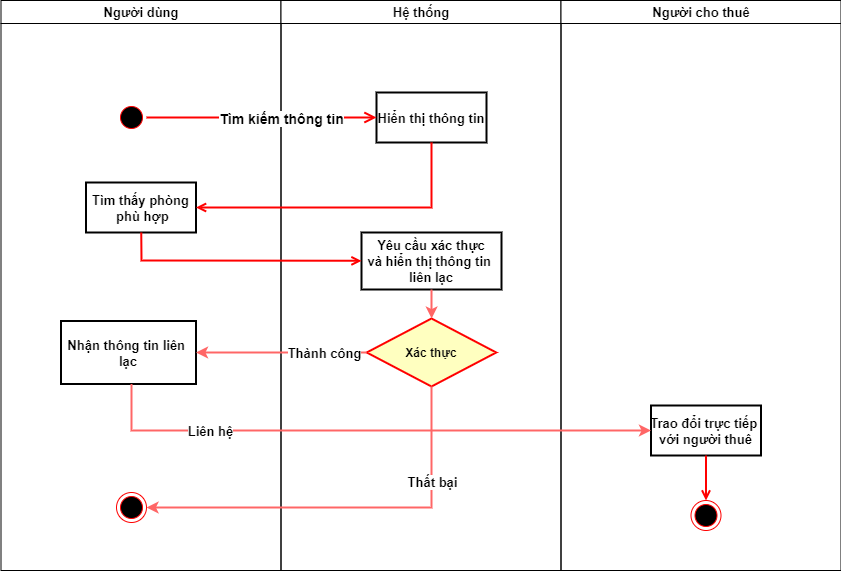 Người dùng
Hệ thống
Người cho thuê
Tìm kiếm thông tin
Hiển thị thông tin
Tìm thấy phòng
phù hợp
Yêu cầu xác thực
và hiển thị thông tin
liên lạc
Nhận thông tin liên
lạc
Thành công
Xác thực
Liên hệ
Trao đổi trực tiếp
với người thuê
Thất bại